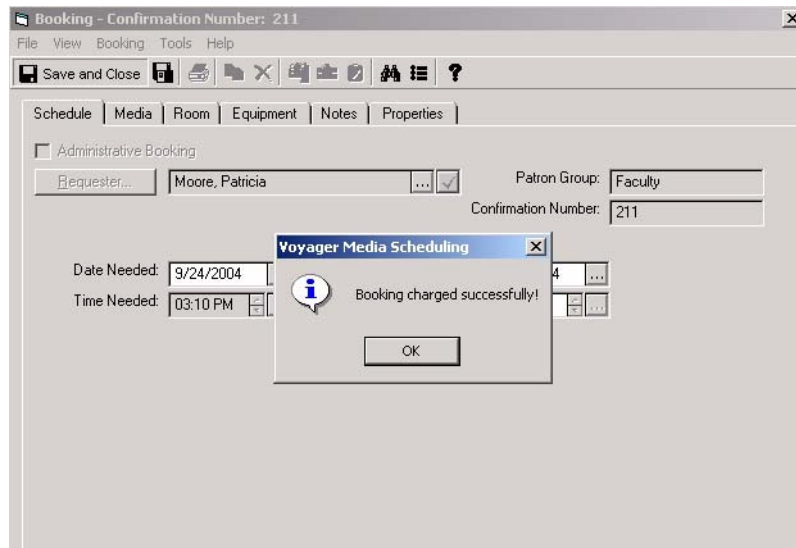 Booking - Confirmation Number: 211
File View Booking Tools Help
Save and Close
Schedule Media Room Equipment Notes Properties
Administrative Booking
Requester... Moore, Patricia ... Patron Group: Faculty
Confirmation Number: 211
Voyager Media Scheduling
Date Needed: 9/24/2004 4 ...
Booking charged successfully!
Time Needed: 03:10 PM ...
OK